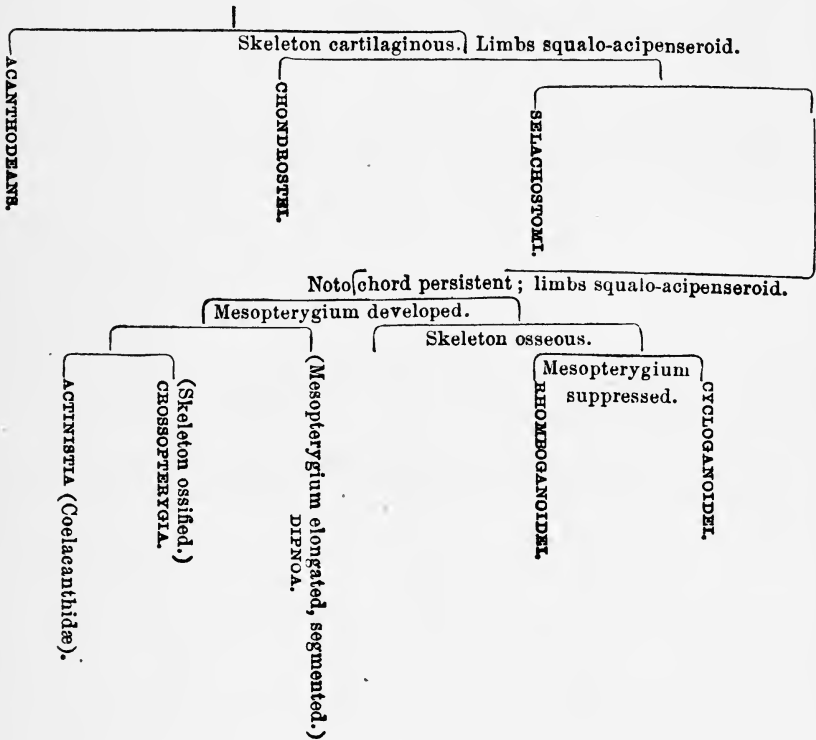 Skeleton cartilaginous. Limbs squalo-acipenseroid.
ACANTHODEANS.
CHONDROSTEI.
SELACHOSTOMI.
Notochord persistent; limbs squalo-acipenseroid.
Mesopterygium developed.
Skeleton osseous.
Mesopterygium
suppressed.
ACTINISTIA (Coelacanthidæ).
(Skeleton ossified.)
CROSSOPTERYGIA.
(Mesopterygium elongated, segmented.)
DIPNOA.
RHOMBOGANOIDEI.
CYCLOGANOIDEI.